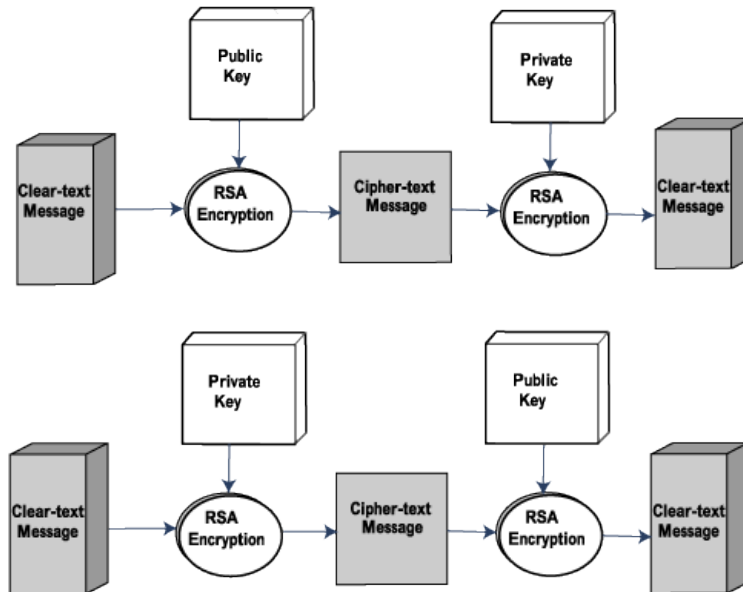 Public
Key
Private
Key
Clear-text
Message
RSA
Encryption
Cipher-text
Message
RSA
Encryption
Clear-text
Message
Private
Key
Public
Key
Clear-text
Message
RSA
Encryption
Cipher-text
Message
RSA
Encryption
Clear-text
Message